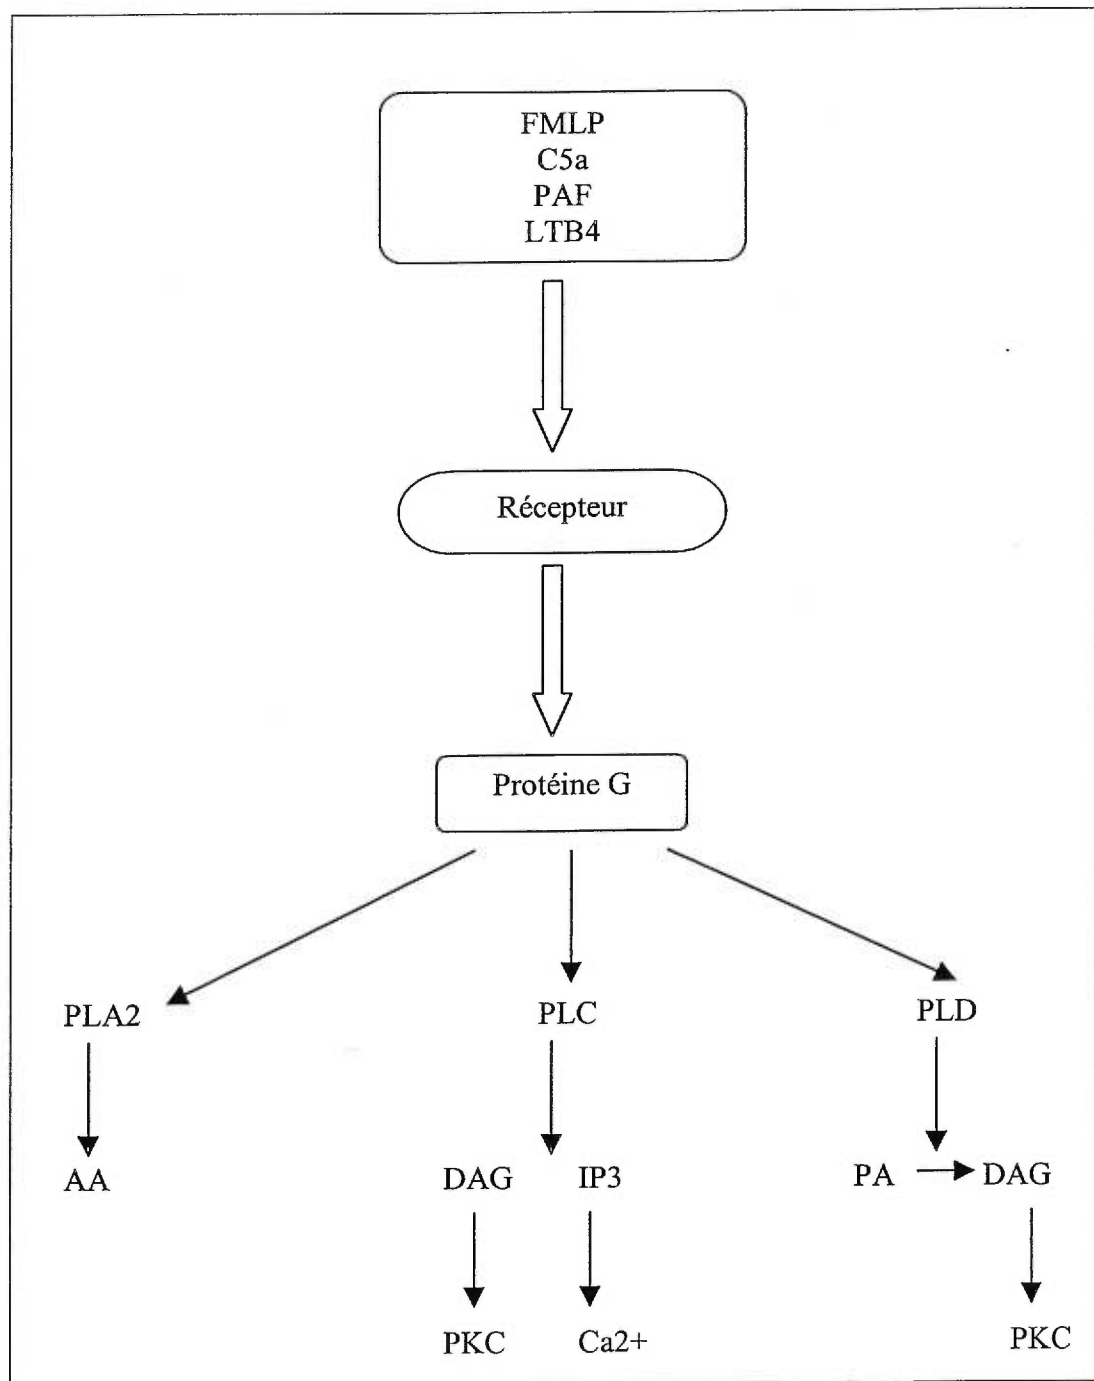 FMLP
C5a
PAF
LTB4
Récepteur
Protéine G
PLA2 PLC PLD
AA DAG IP3 PA DAG
PKC Ca2+ PKC